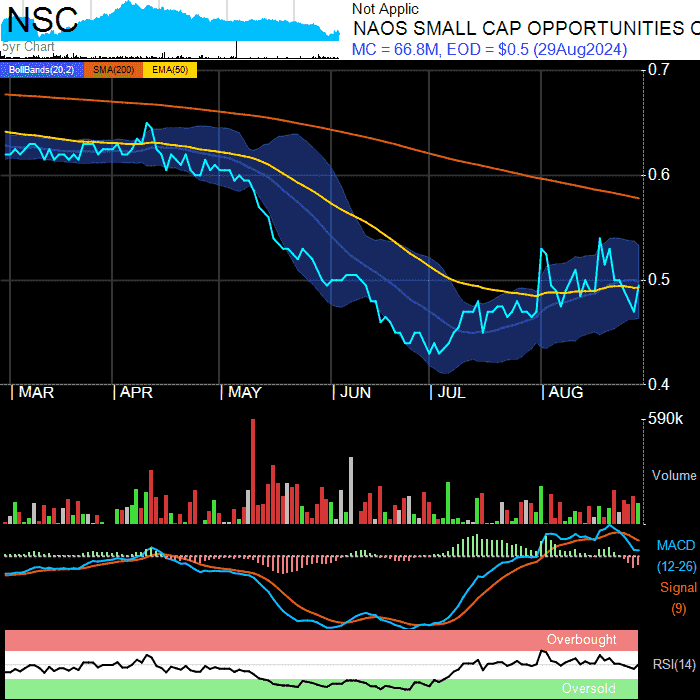 NSC
5yr Chart
Not Applic
NAOS SMALL CAP OPPORTUNITIES C
MC = 66.8M, EOD = $0.5 (29Aug2024)
BollBands(20,2) SMA(200) EMA(50)
0.7
0.6
0.5
0.4
MAR APR MAY JUN JUL AUG
590k
Volume
MACD
(12-26)
Signal
(9)
Overbought
RSI(14)
Oversold